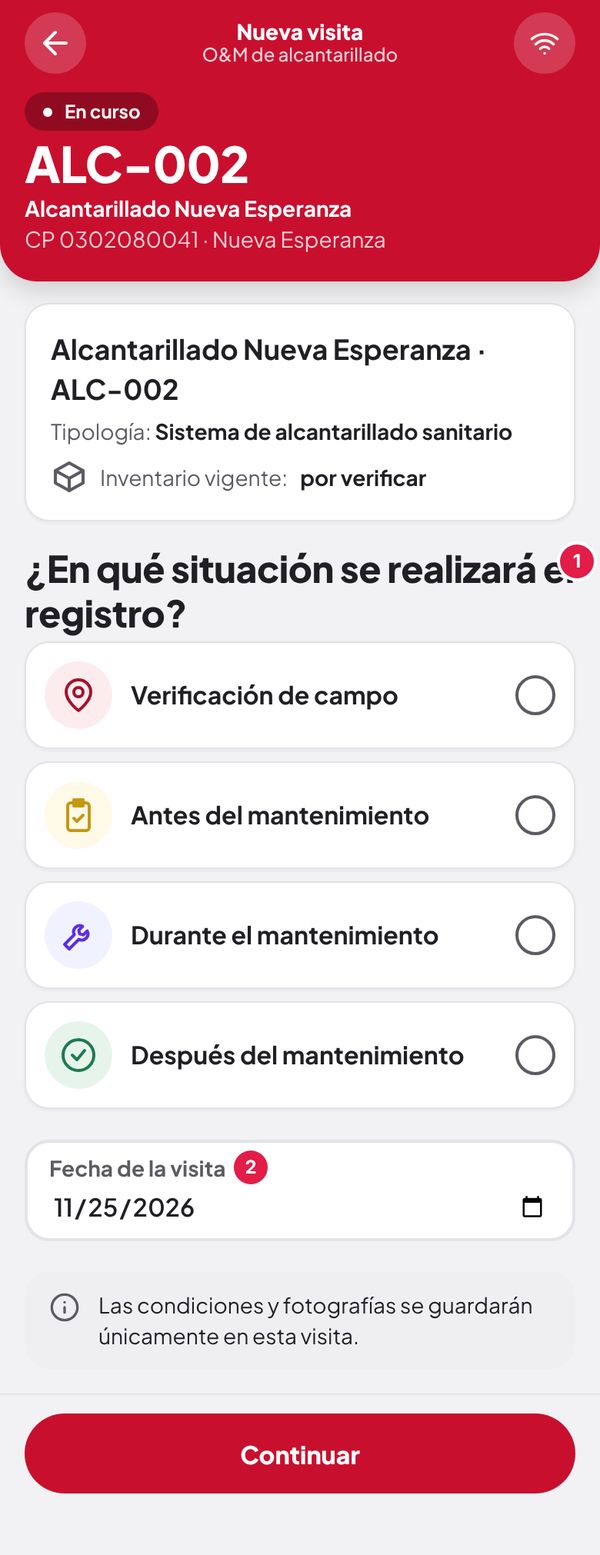 Nueva visita
O&M de alcantarillado
En curso
ALC-002
Alcantarillado Nueva Esperanza
CP 0302080041 · Nueva Esperanza
Alcantarillado Nueva Esperanza ·
ALC-002
Tipología: Sistema de alcantarillado sanitario
Inventario vigente: por verificar
¿En qué situación se realizará el 1
registro?
Verificación de campo
Antes del mantenimiento
Durante el mantenimiento
Después del mantenimiento
Fecha de la visita 2
11/25/2026
Las condiciones y fotografías se guardarán
únicamente en esta visita.
Continuar